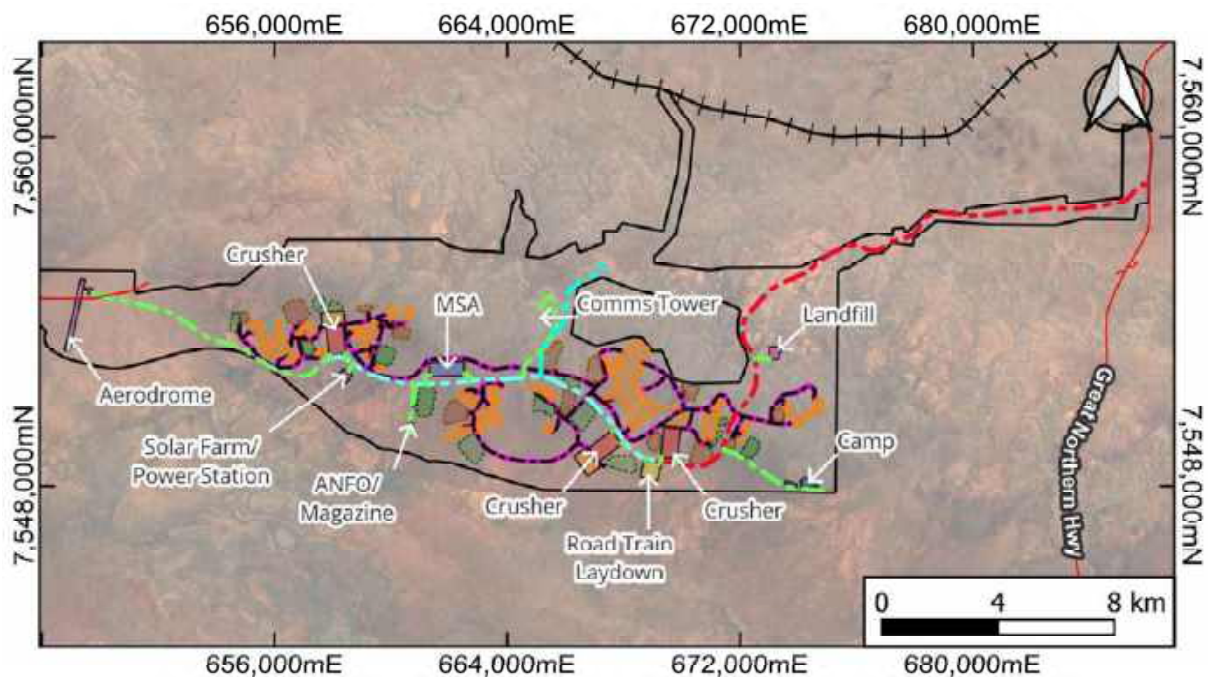 656,000mE 664,000mE 672,000mE 680,000mE
7,560,000mN
7,560,000mN
Crusher
MSA
Comms Tower
Landfill
Aerodrome
Solar Farm/
Power Station
ANFO/
Magazine
Camp
Crusher
Crusher
Road Train
Laydown
Great Northern Hwy
7,548,000mN
7,548,000mN
0 4 8 km
656,000mE 664,000mE 672,000mE 680,000mE